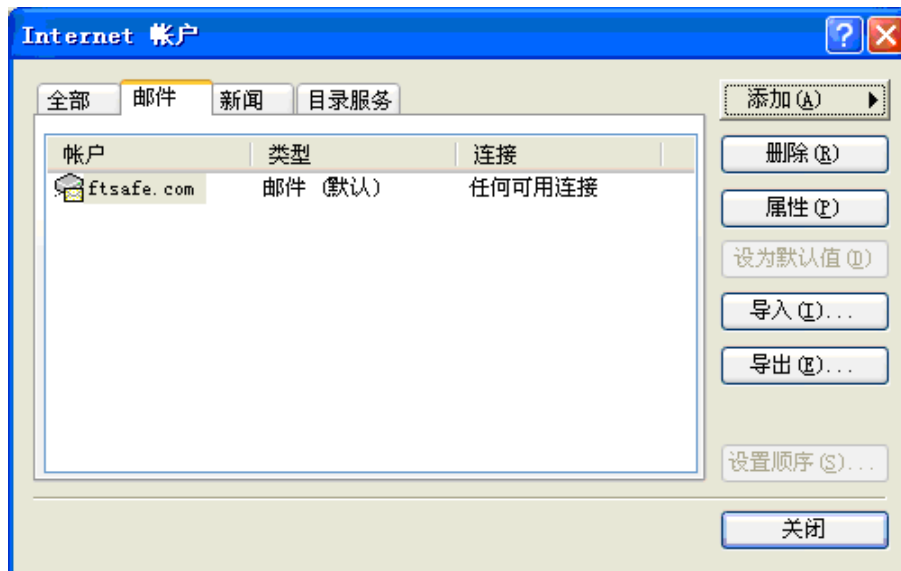 Internet 帐户
全部 邮件 新闻 目录服务
添加(A)
帐户 类型 连接
删除(R)
ftsafe.com 邮件 (默认) 任何可用连接
属性(P)
设为默认值(D)
导入(I)...
导出(E)...
设置顺序(S)...
关闭